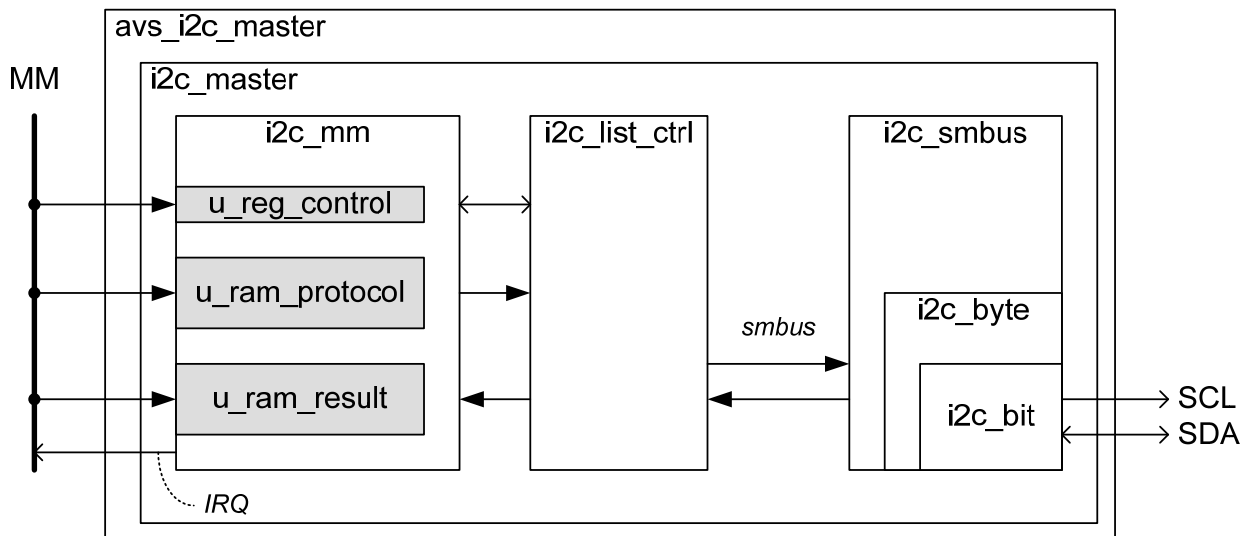 avs_i2c_master
i2c_master
MM
i2c_mm
i2c_list_ctrl
i2c_smbus
u_reg_control
u_ram_protocol
u_ram_result
smbus
i2c_byte
i2c_bit
SCL
SDA
IRQ